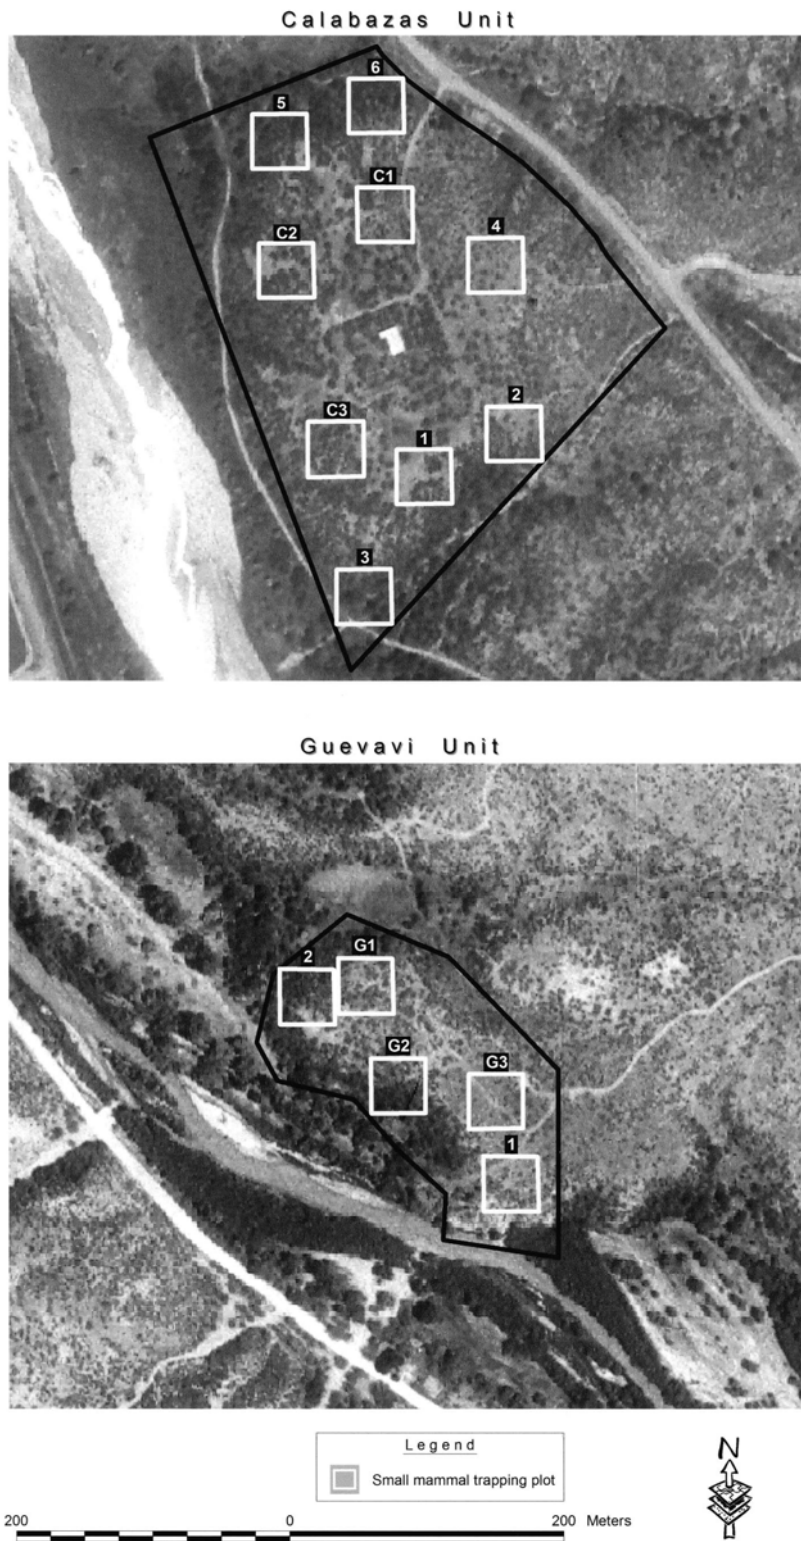 Calabazas Unit
6
5
C1
C2
4
C3
1
2
3
Guevavi Unit
2
G1
G2
G3
1
Legend
Small mammal trapping plot
N
200 0 200 Meters